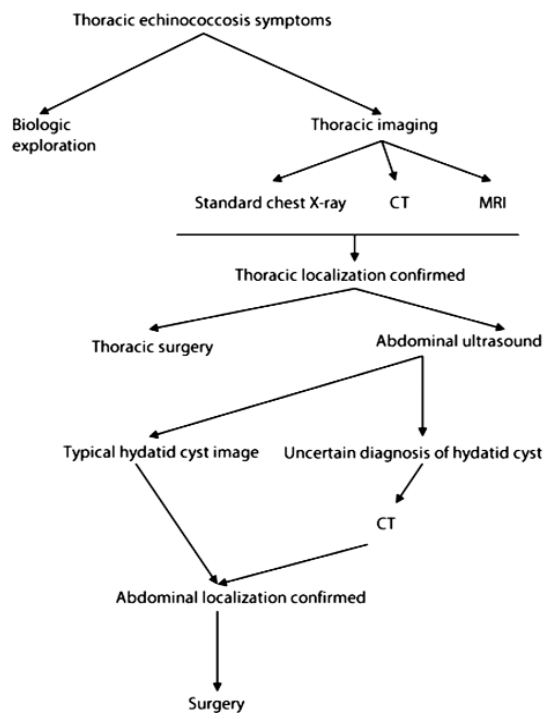 Thoracic echinococcosis symptoms
Biologic
exploration
Thoracic imaging
Standard chest X-ray
CT
MRI
Thoracic localization confirmed
Thoracic surgery
Abdominal ultrasound
Typical hydatid cyst image
Uncertain diagnosis of hydatid cyst
CT
Abdominal localization confirmed
Surgery